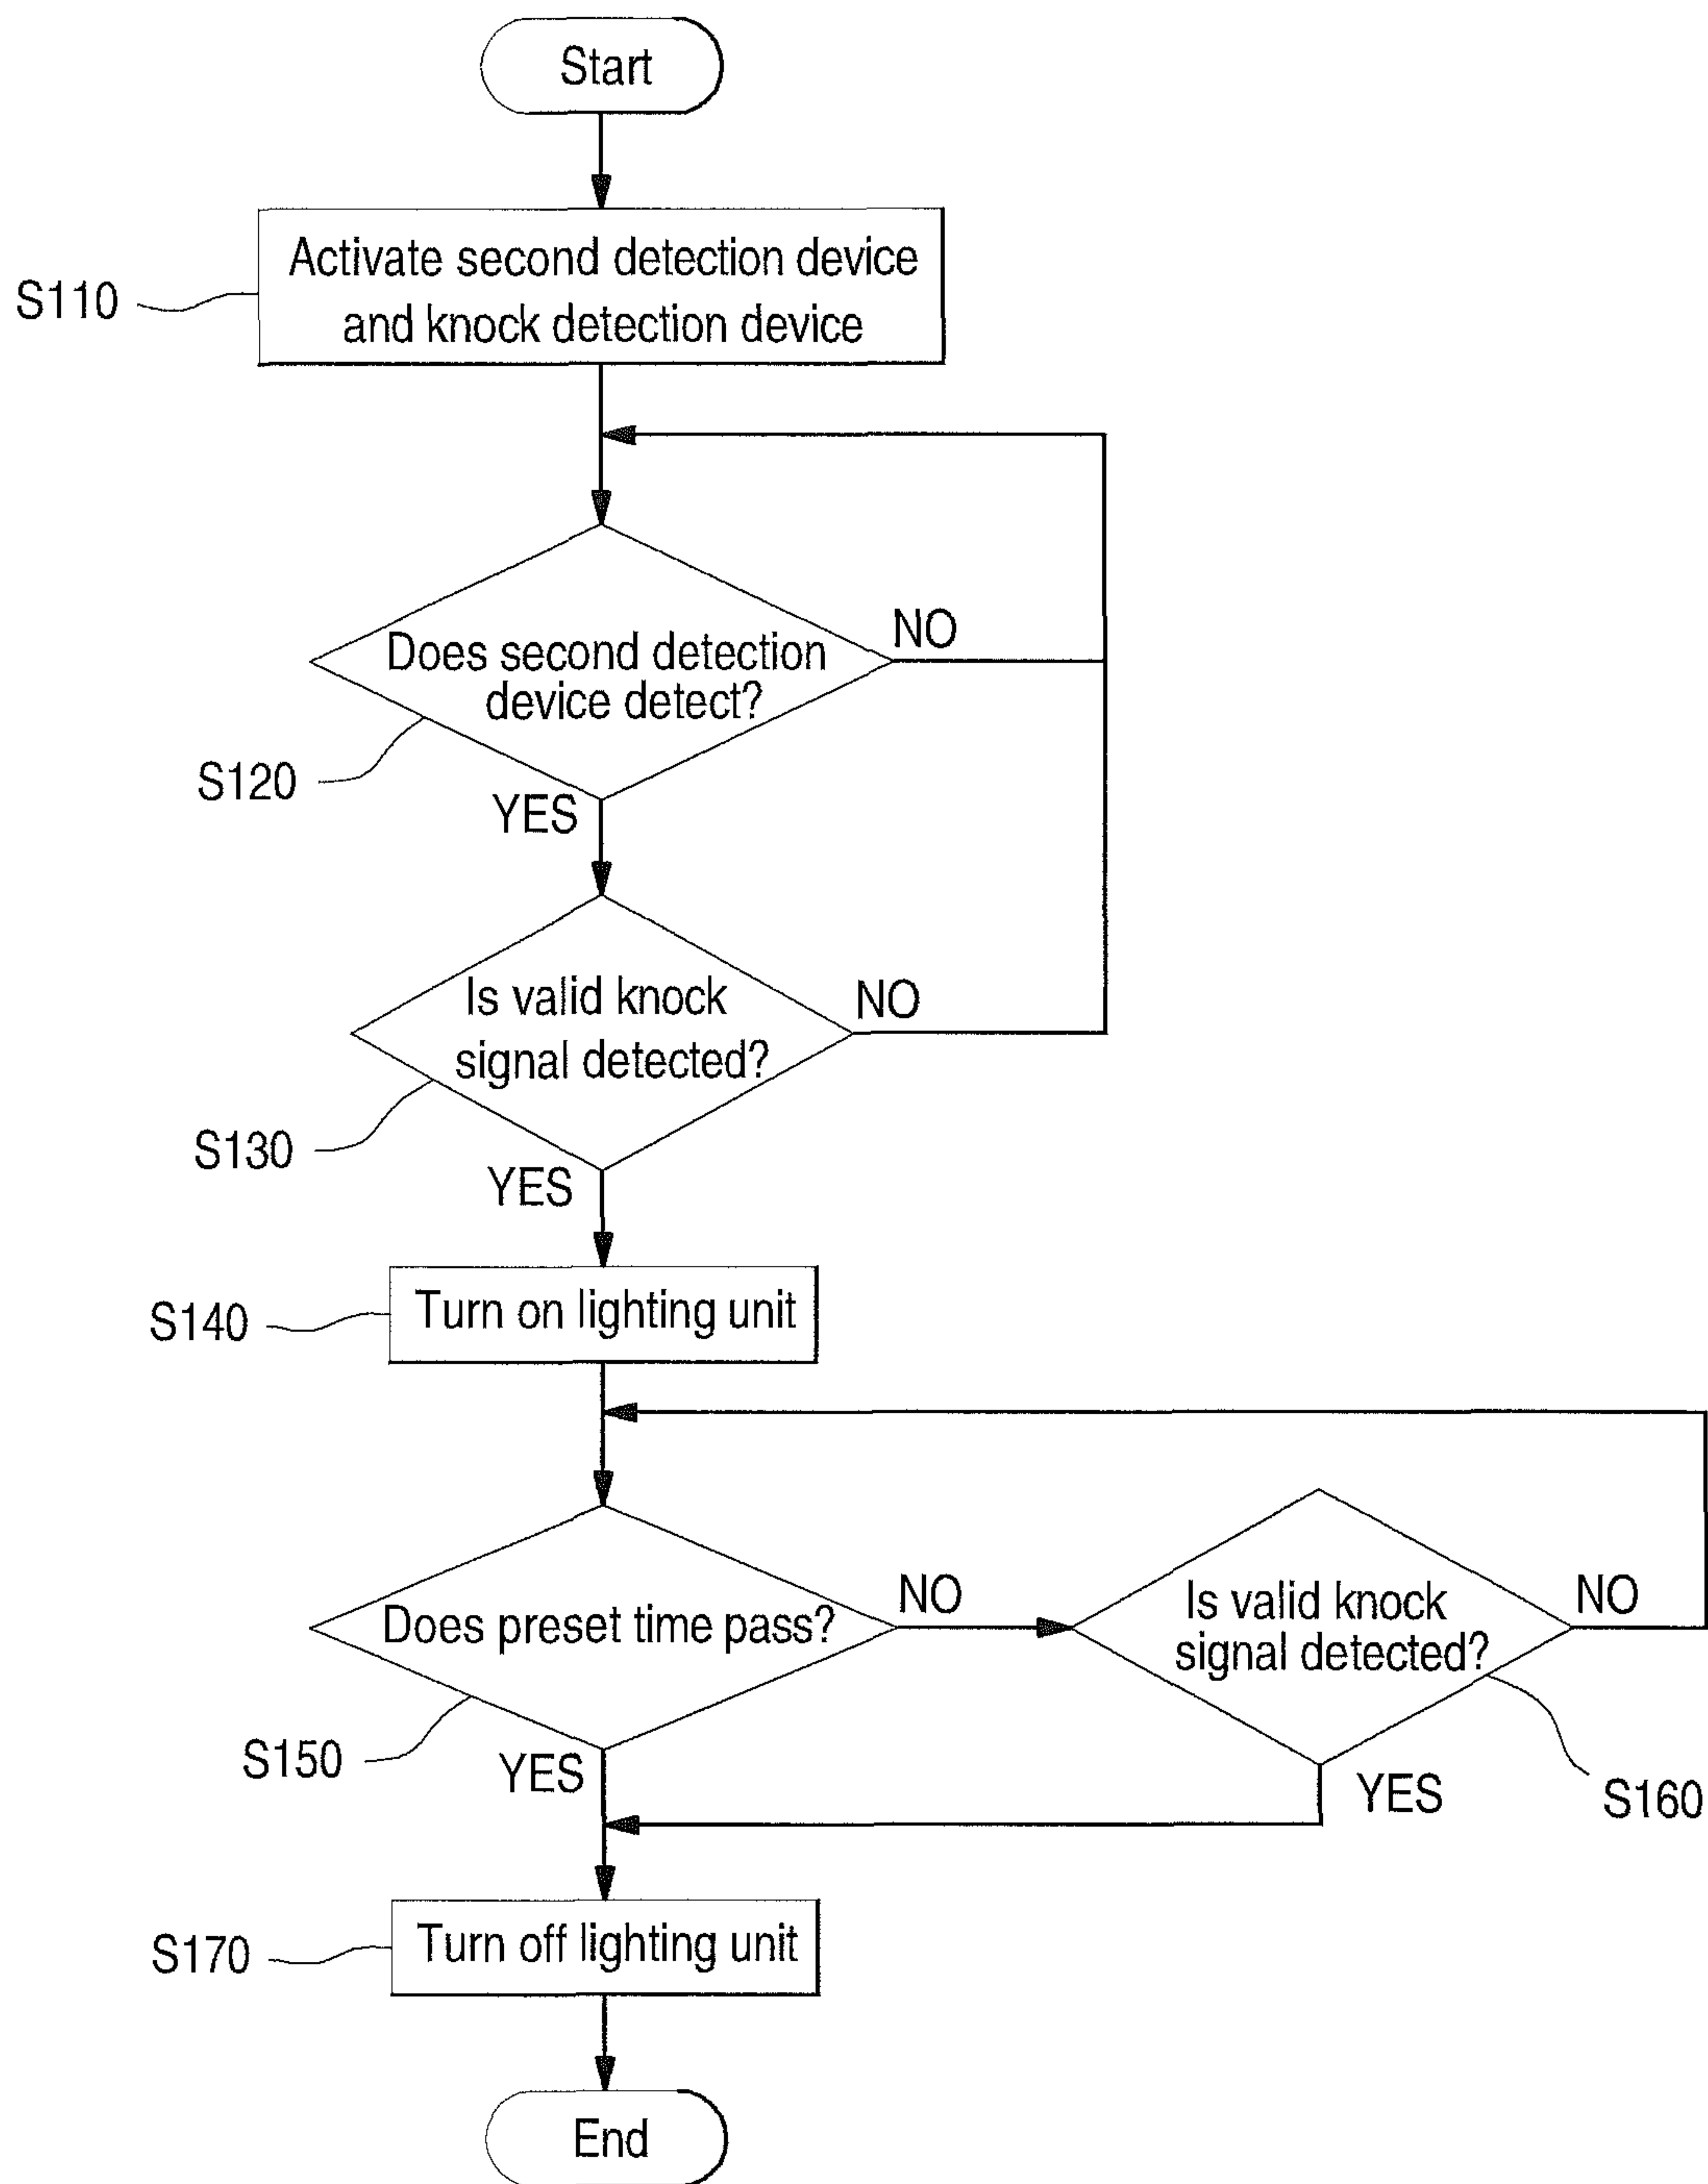 Start
Activate second detection device
and knock detection device
S110
NO
Does second detection
device detect?
S120
YES
Is valid knock
signal detected?
NO
S130
YES
Turn on lighting unit
S140
Does preset time pass?
NO
Is valid knock
signal detected?
NO
S150
YES
YES
S160
Turn off lighting unit
S170
End